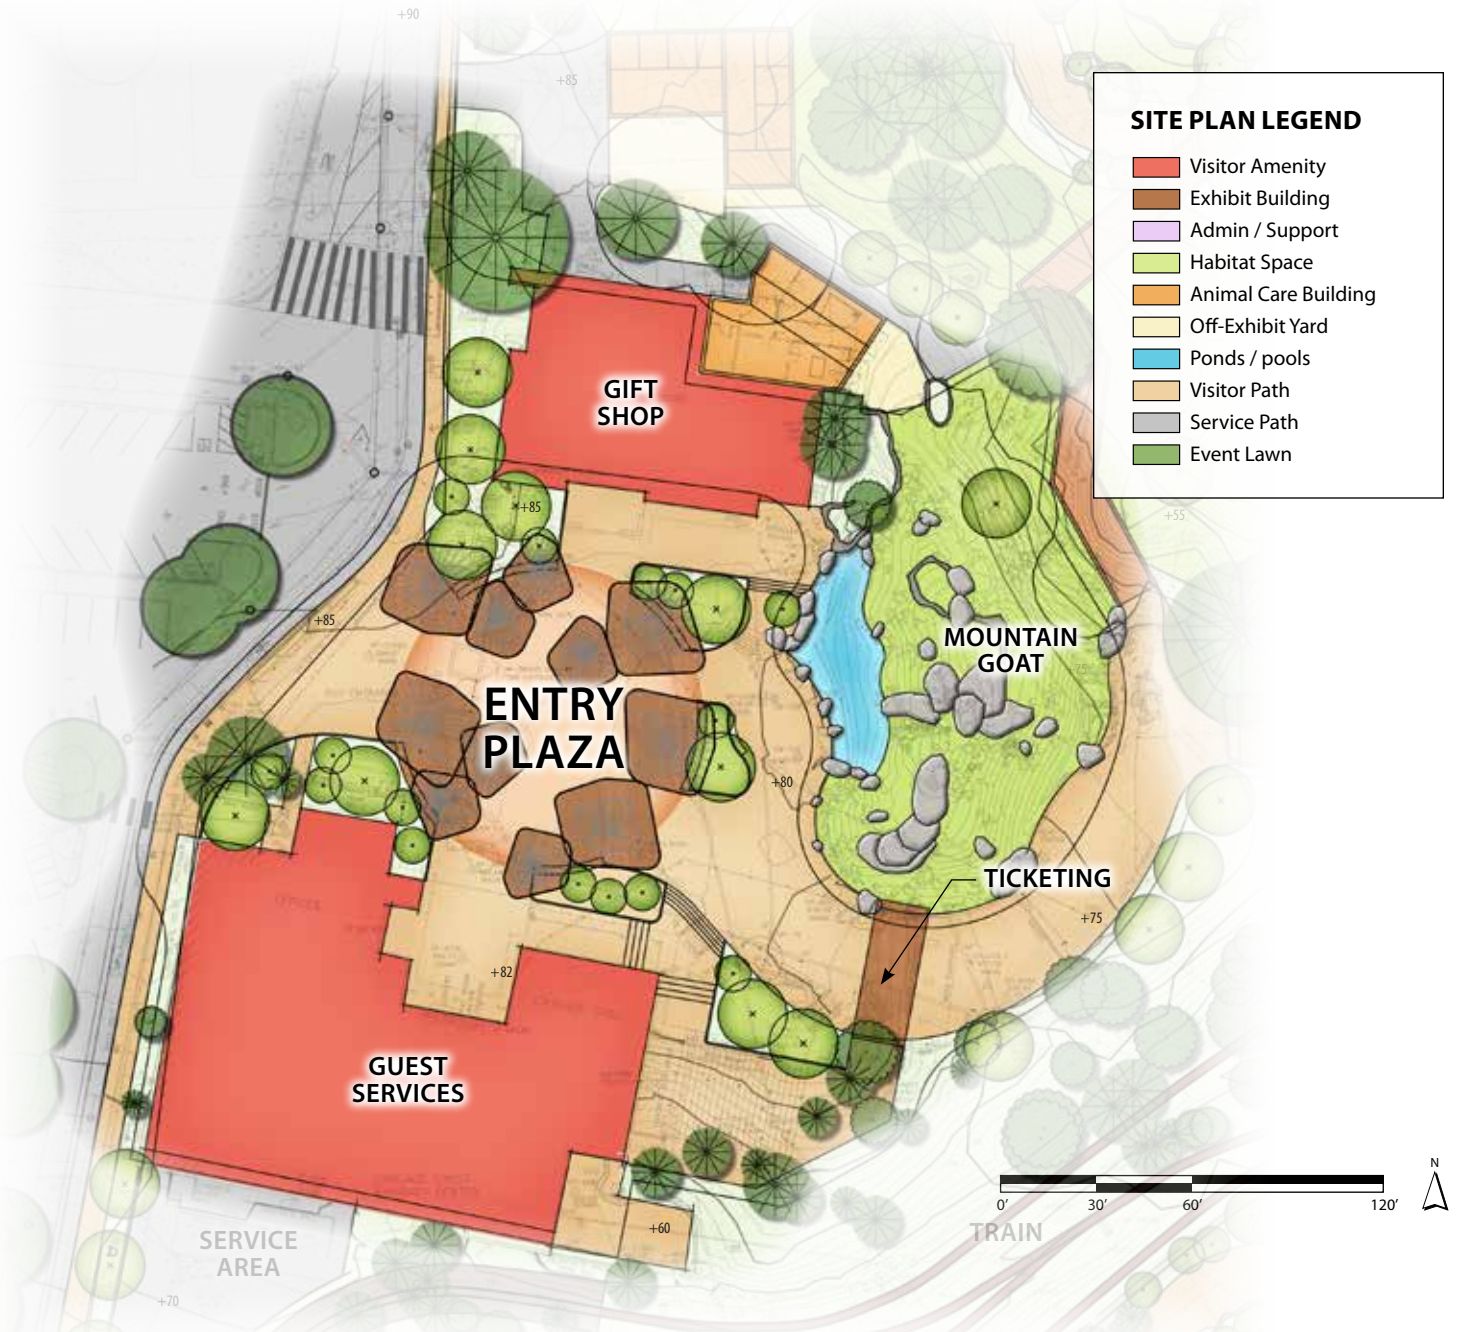 +90
+85
SITE PLAN LEGEND
Visitor Amenity
Exhibit Building
Admin / Support
Habitat Space
Animal Care Building
Off-Exhibit Yard
Ponds / pools
Visitor Path
Service Path
Event Lawn
GIFT
SHOP
+85
+55
+85
MOUNTAIN
GOAT
+75
ENTRY
PLAZA
+80
TICKETING
+75
+82
GUEST
SERVICES
N
0'
30'
60'
120'
+60
TRAIN
SERVICE
AREA
+70